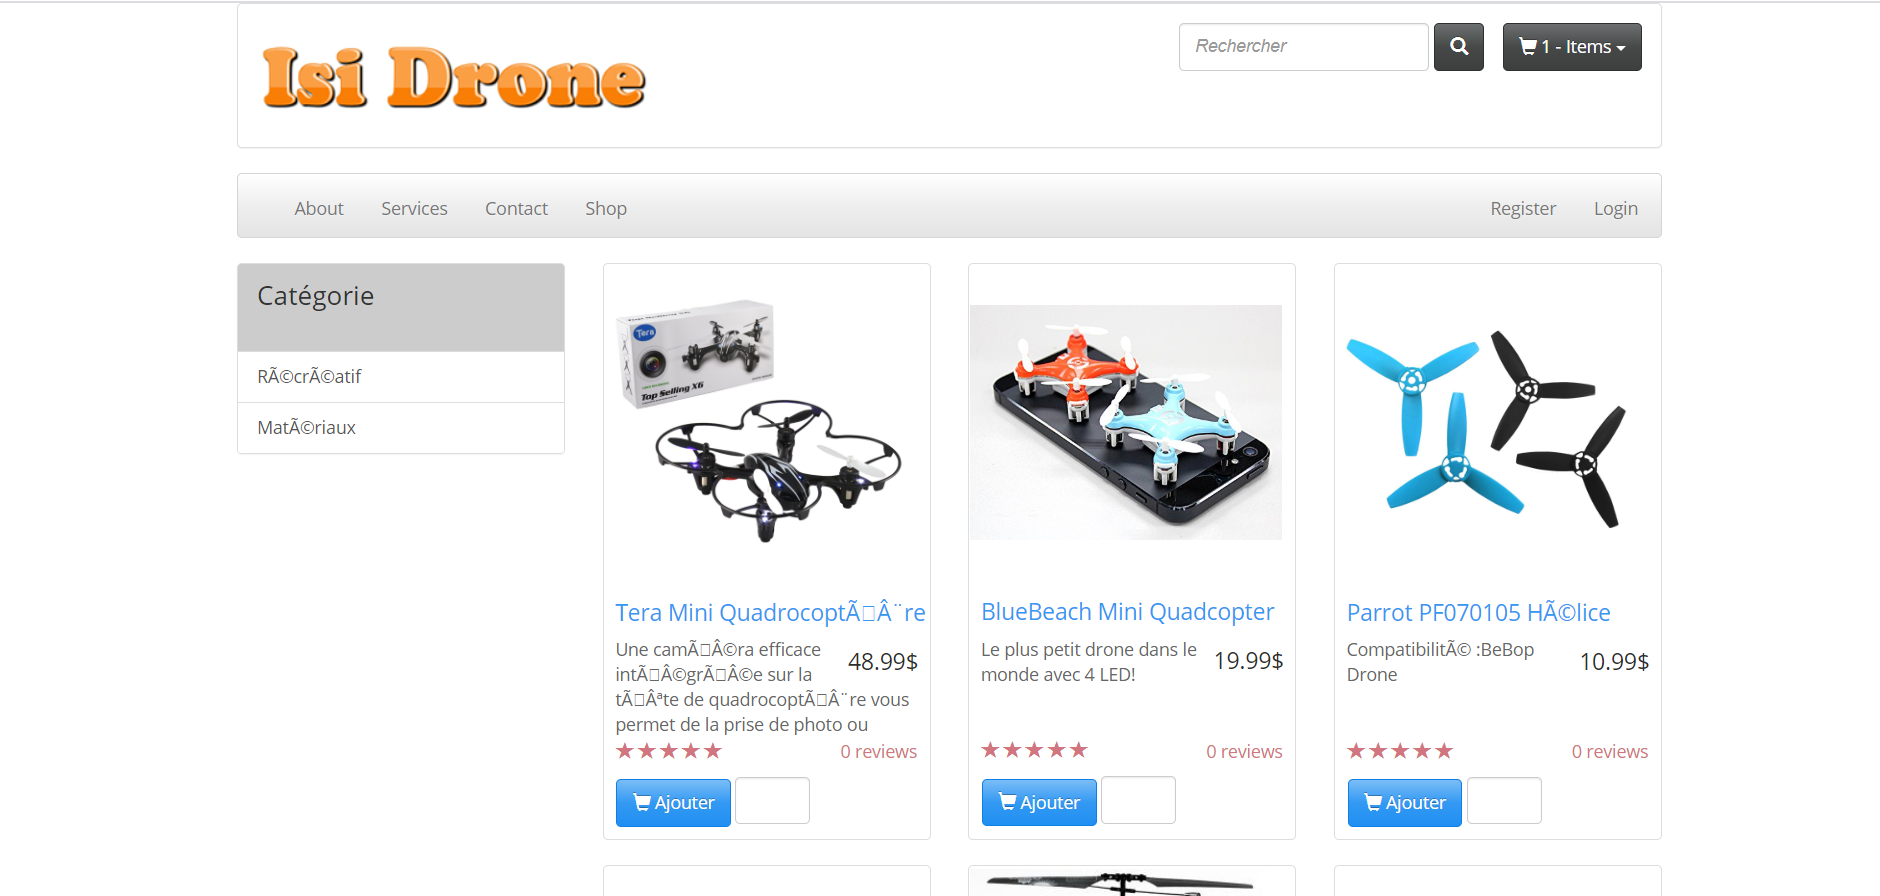 Isi Drone
Rechercher
1 - Items
About
Services
Contact
Shop
Register
Login
Catégorie
RÃ©crÃ©atif
MatÃ©riaux
Tera
Top Selling X6
Tera Mini QuadrocoptÃ□Â¨re
Une camÃ□Â©ra efficace
intÃ□Â©grÃ□Â©e sur la
tÃ□Âªte de quadrocoptÃ□Â¨re vous
permet de la prise de photo ou
48.99$
★★★★★
0 reviews
Ajouter
BlueBeach Mini Quadcopter
Le plus petit drone dans le
monde avec 4 LED!
19.99$
★★★★★
0 reviews
Ajouter
Parrot PF070105 HÃ©lice
CompatibilitÃ© :BeBop
Drone
10.99$
★★★★★
0 reviews
Ajouter